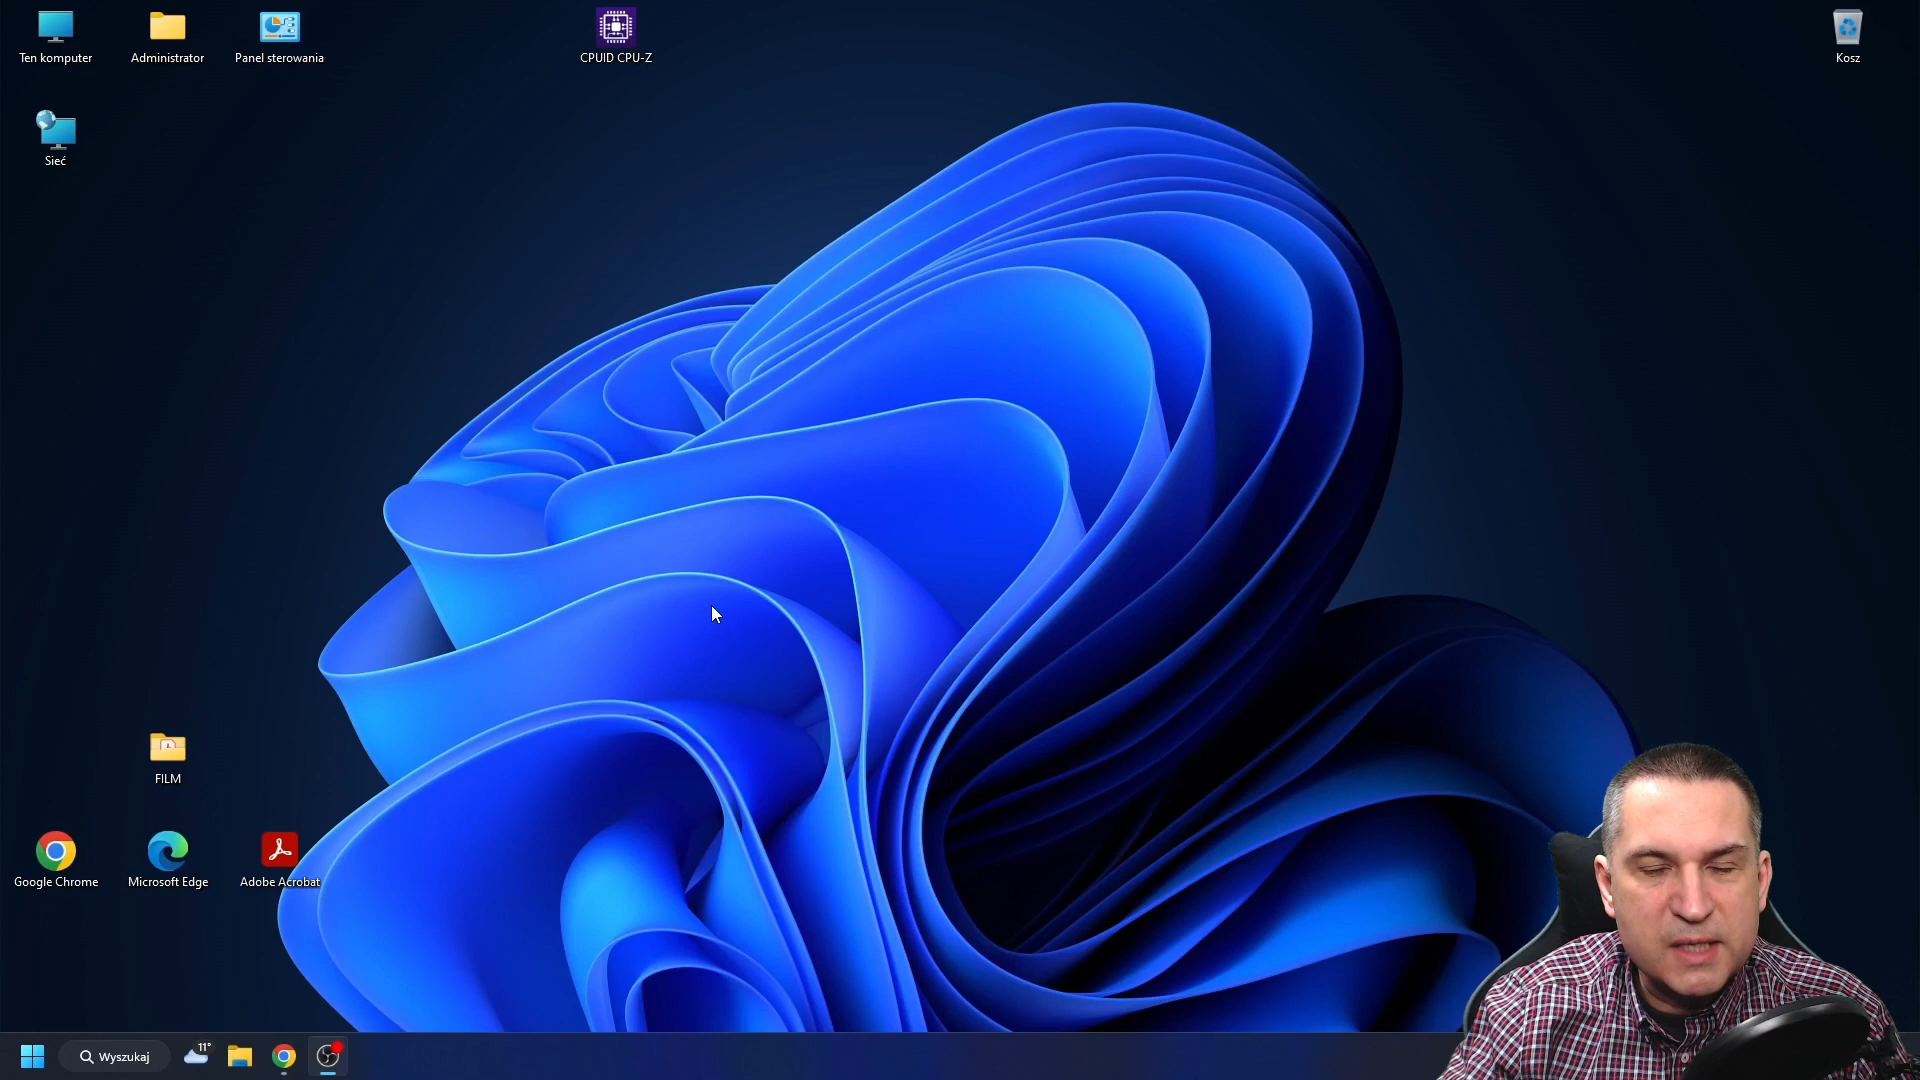 Ten komputer
Administrator
Panel sterowania
CPUID CPU-Z
Kosz
Sieć
FILM
Google Chrome
Microsoft Edge
Adobe Acrobat
Wyszukaj
11°